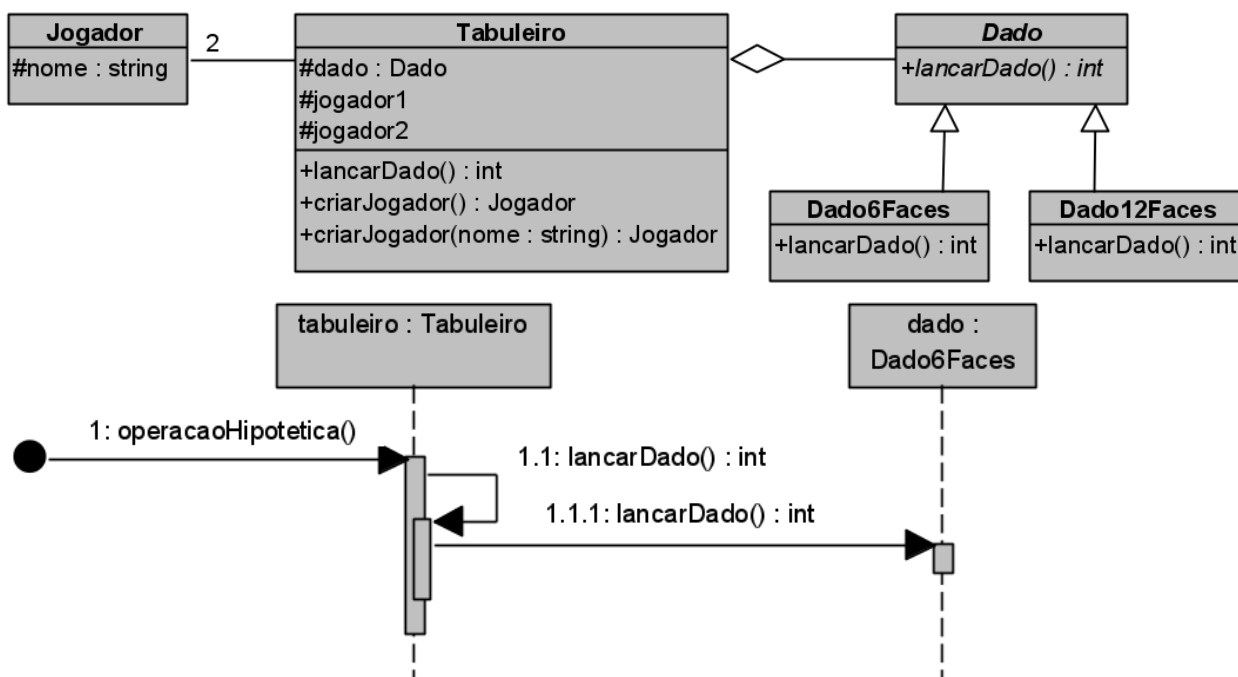 Jogador
#nome : string
2
Tabuleiro
#dado : Dado
#jogador1
#jogador2
+lancarDado() : int
+criarJogador() : Jogador
+criarJogador(nome : string) : Jogador
Dado
+lancarDado() : int
Dado6Faces
+lancarDado() : int
Dado12Faces
+lancarDado() : int
tabuleiro : Tabuleiro
dado :
Dado6Faces
1: operacaoHipotetica()
1.1: lancarDado() : int
1.1.1: lancarDado() : int